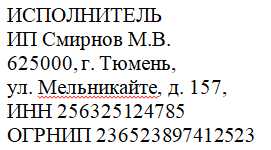 ИСПОЛНИТЕЛЬ
ИП Смирнов М.В.
625000, г. Тюмень,
ул. Мельникайте, д. 157,
ИНН 256325124785
ОГРНИП 236523897412523